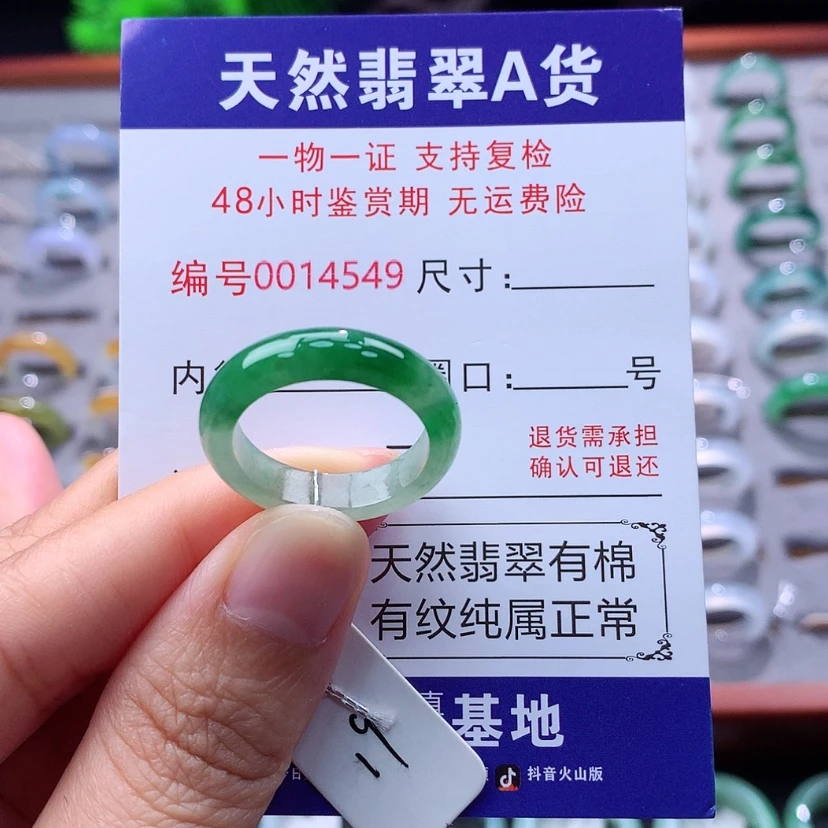 天然翡翠A货
一物一证 支持复检
48小时鉴赏期 无运费险
编号0014549 尺寸:
内 口: 号
退货需承担
确认可退还
天然翡翠有棉
有纹纯属正常
基地
抖音火山版